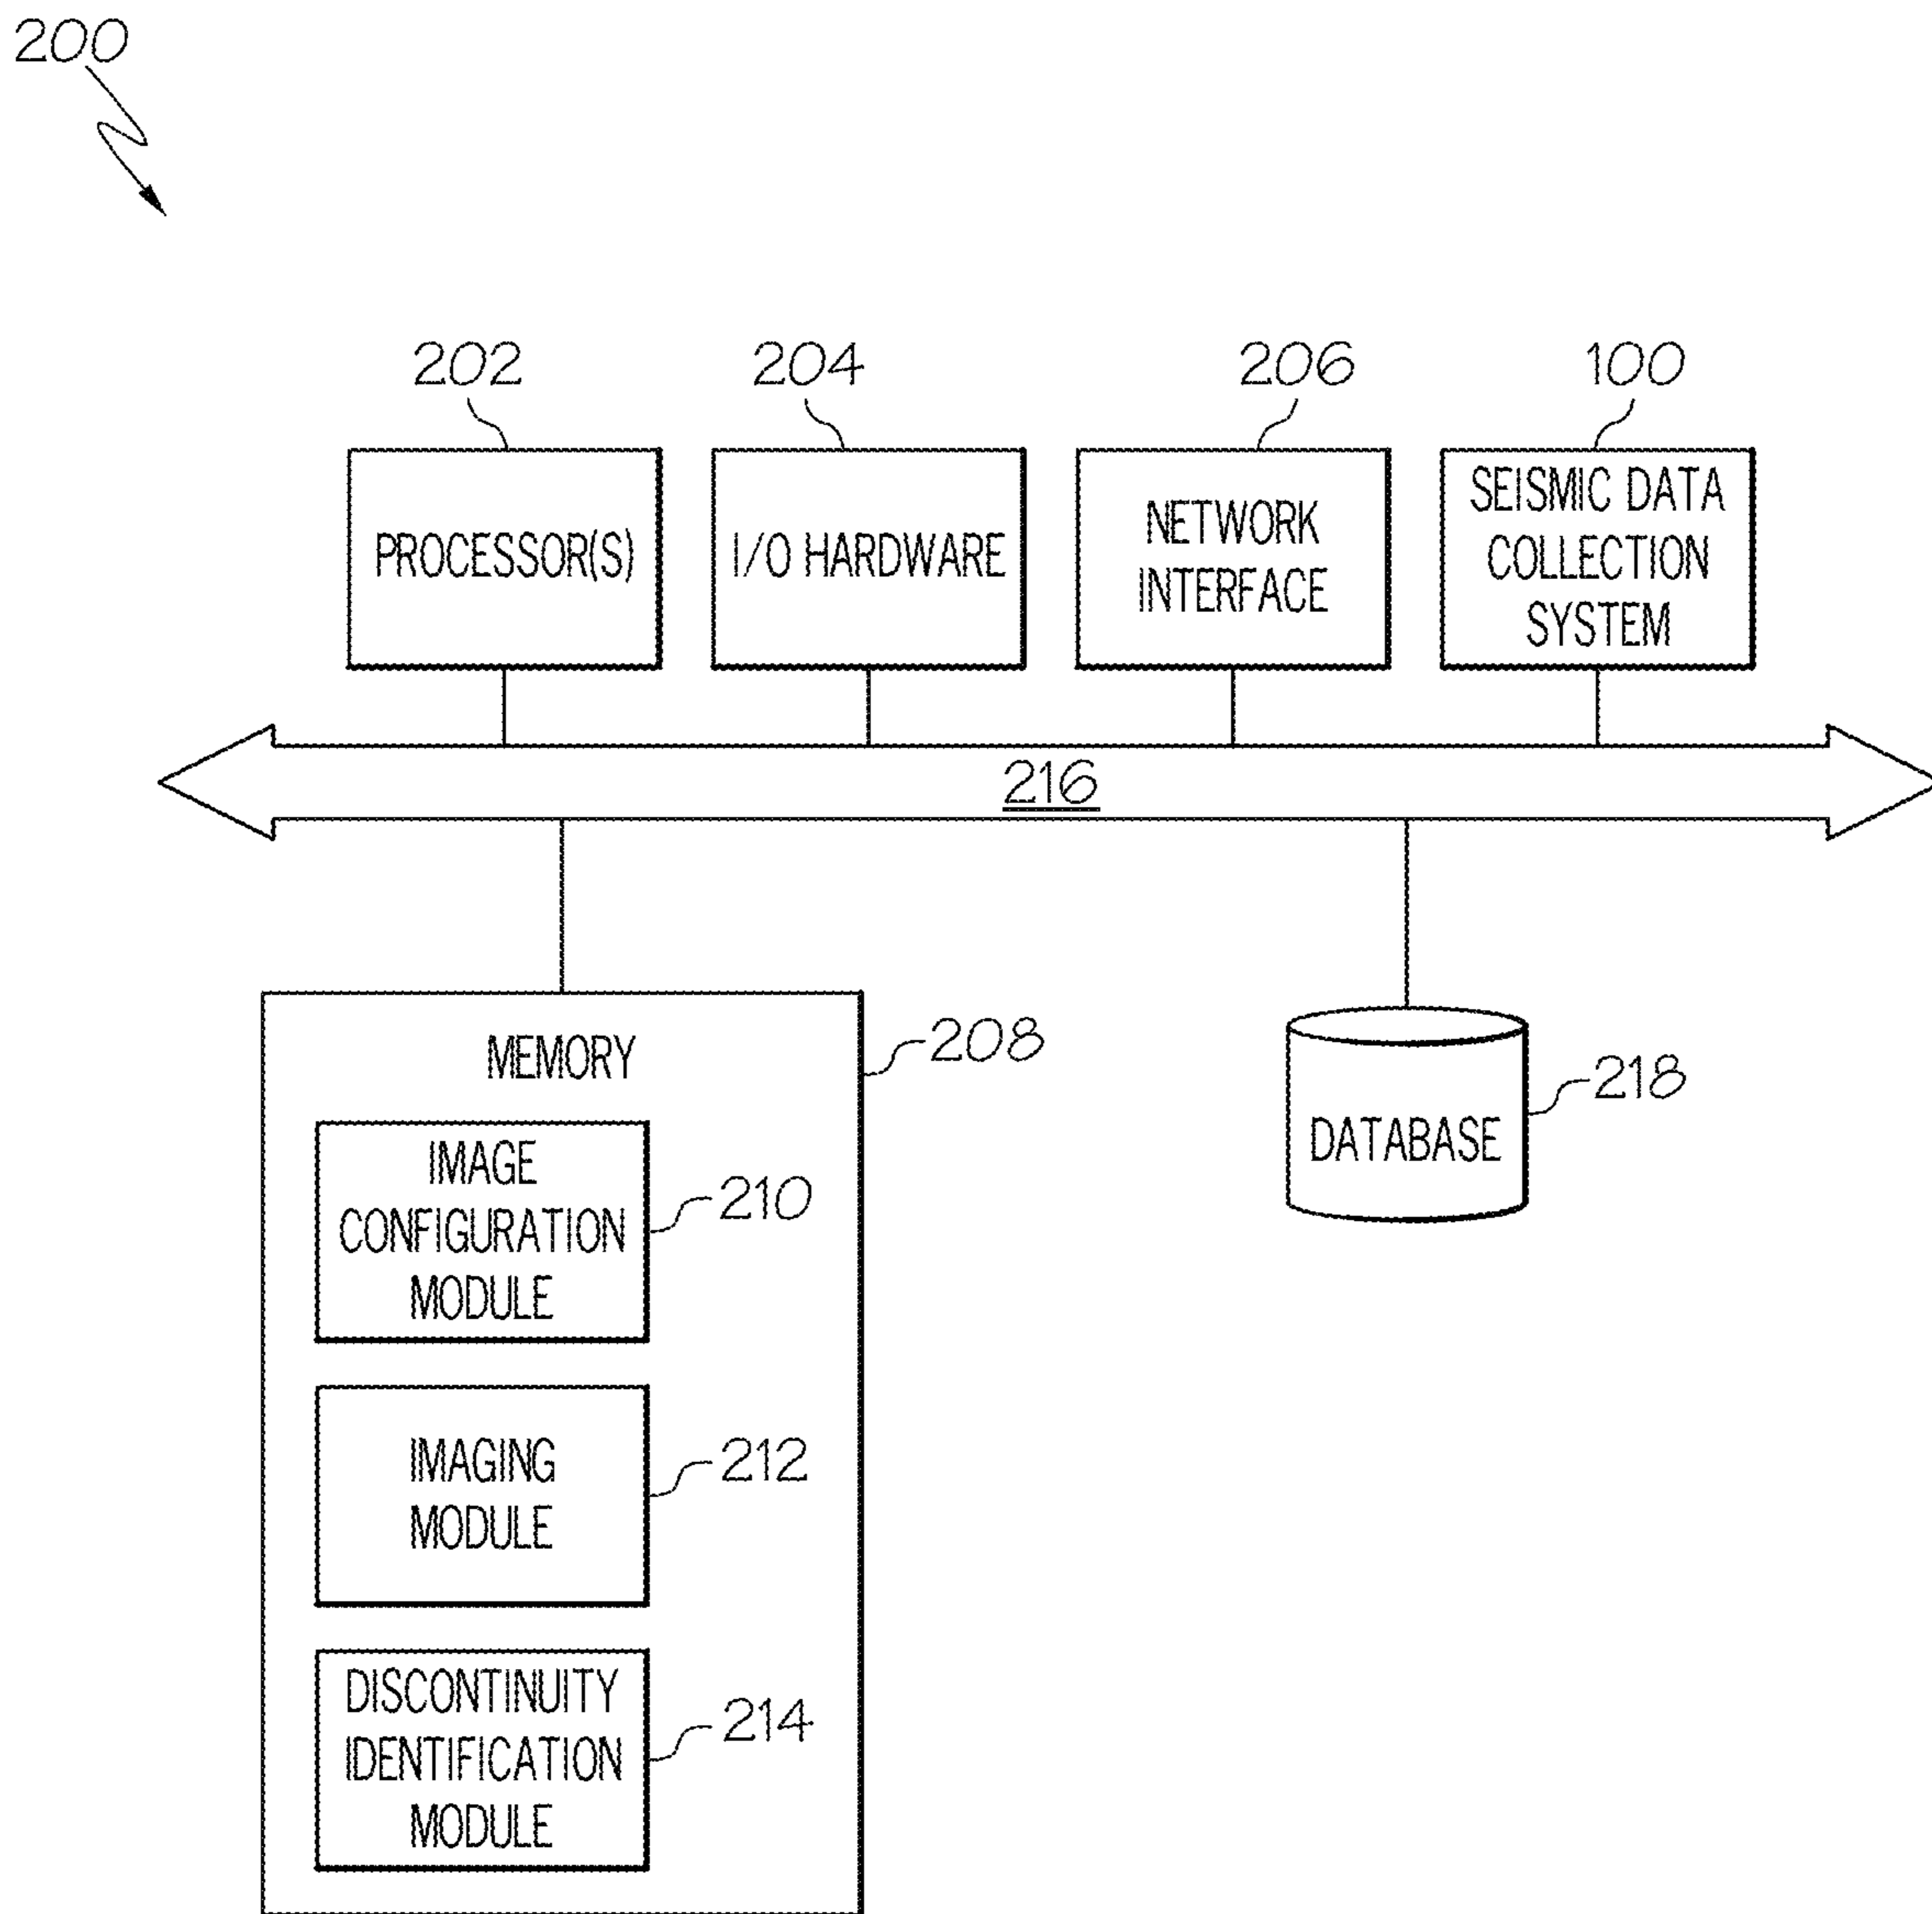 200
202
204
206
100
PROCESSOR(S)
I/O HARDWARE
NETWORK
INTERFACE
SEISMIC DATA
COLLECTION
SYSTEM
216
MEMORY
208
IMAGE
CONFIGURATION
MODULE
210
IMAGING
MODULE
212
DISCONTINUITY
IDENTIFICATION
MODULE
214
DATABASE
218